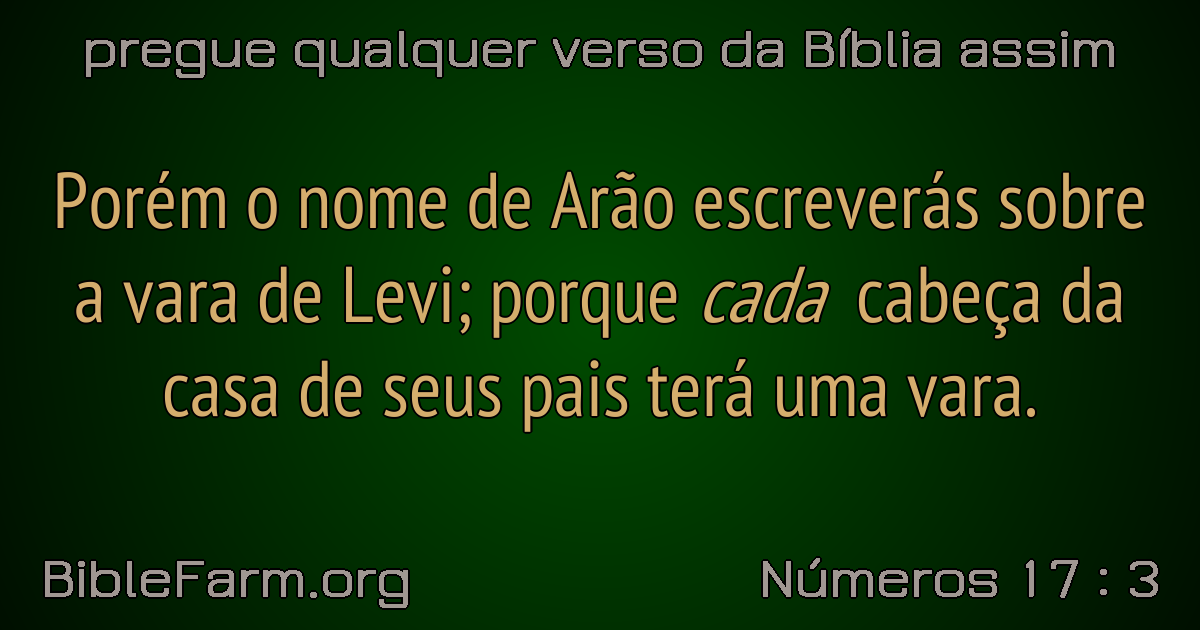 pregue qualquer verso da Bíblia assim
Porém o nome de Arão escreverás sobre
a vara de Levi; porque cada cabeça da
casa de seus pais terá uma vara.
BibleFarm.org
Números 17 : 3